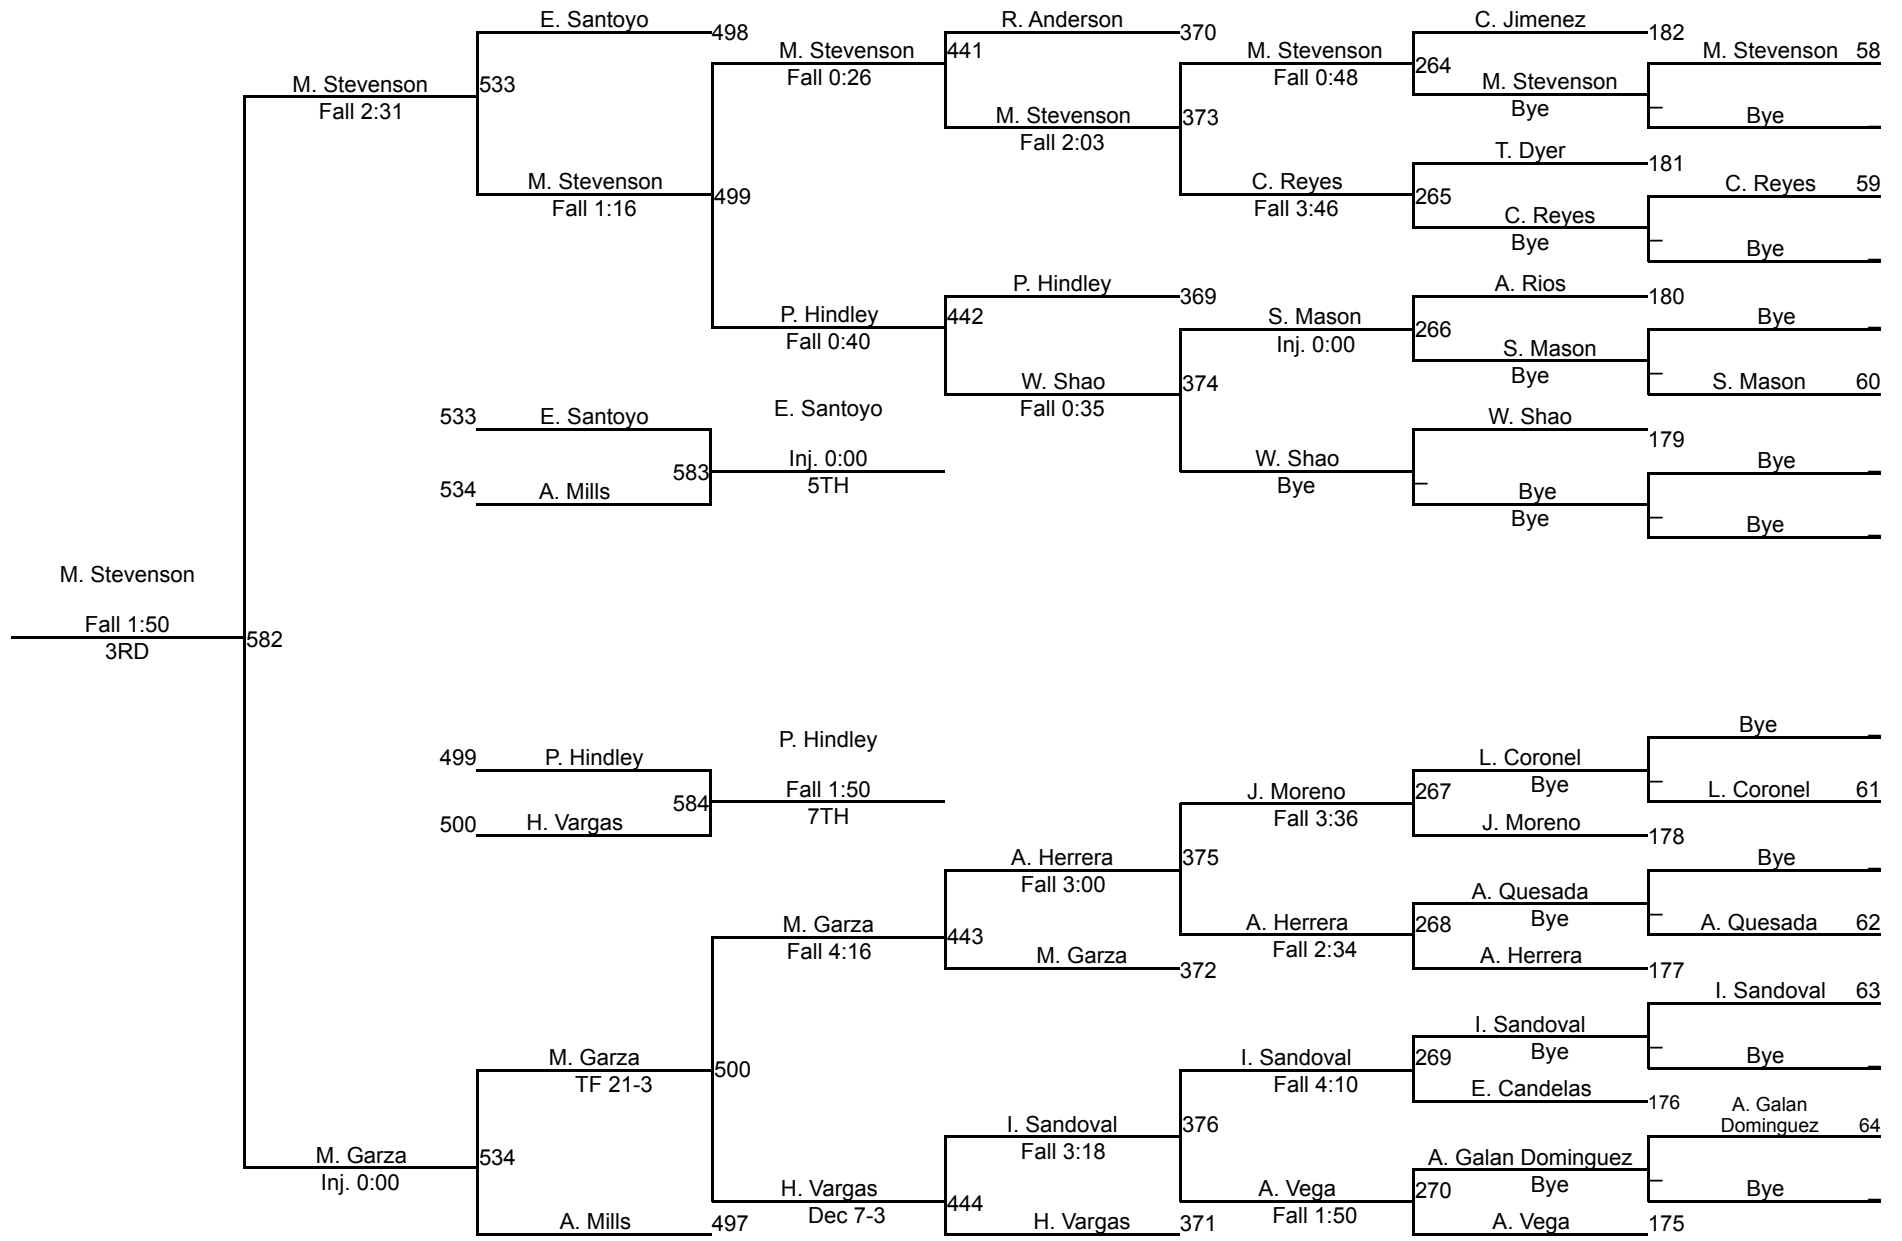 E. Santoyo
R. Anderson
C. Jimenez
498
370
182
M. Stevenson
441
M. Stevenson
M. Stevenson 58
533
Fall 0:26
Fall 0:48
264
M. Stevenson
Fall 2:31
M. Stevenson
Bye
Bye
M. Stevenson
373
Fall 2:03
T. Dyer
181
M. Stevenson
499
C. Reyes
265
C. Reyes 59
Fall 1:16
Fall 3:46
C. Reyes
Bye
Bye
P. Hindley
369
A. Rios
180
P. Hindley
442
S. Mason
266
Bye
Fall 0:40
Inj. 0:00
S. Mason
Bye
W. Shao
374
S. Mason 60
Fall 0:35
533
E. Santoyo
E. Santoyo
W. Shao
179
583
Inj. 0:00
W. Shao
Bye
5TH
Bye
534
A. Mills
Bye
Bye
Bye
M. Stevenson
Fall 1:50
582
3RD
Bye
499
P. Hindley
P. Hindley
L. Coronel
Bye
584
Fall 1:50
J. Moreno
267
L. Coronel 61
7TH
Fall 3:36
500
H. Vargas
J. Moreno
178
A. Herrera
375
Bye
Fall 3:00
A. Quesada
Bye
M. Garza
443
A. Herrera
268
A. Quesada 62
Fall 4:16
Fall 2:34
M. Garza
372
A. Herrera
177
I. Sandoval 63
I. Sandoval
Bye
M. Garza
500
I. Sandoval
269
Bye
TF 21-3
Fall 4:10
E. Candelas
176
A. Galan
Dominguez 64
I. Sandoval
376
Fall 3:18
M. Garza
534
A. Galan Dominguez
Inj. 0:00
Bye
H. Vargas
444
A. Vega
270
Bye
Dec 7-3
Fall 1:50
A. Mills
497
H. Vargas
371
A. Vega
175